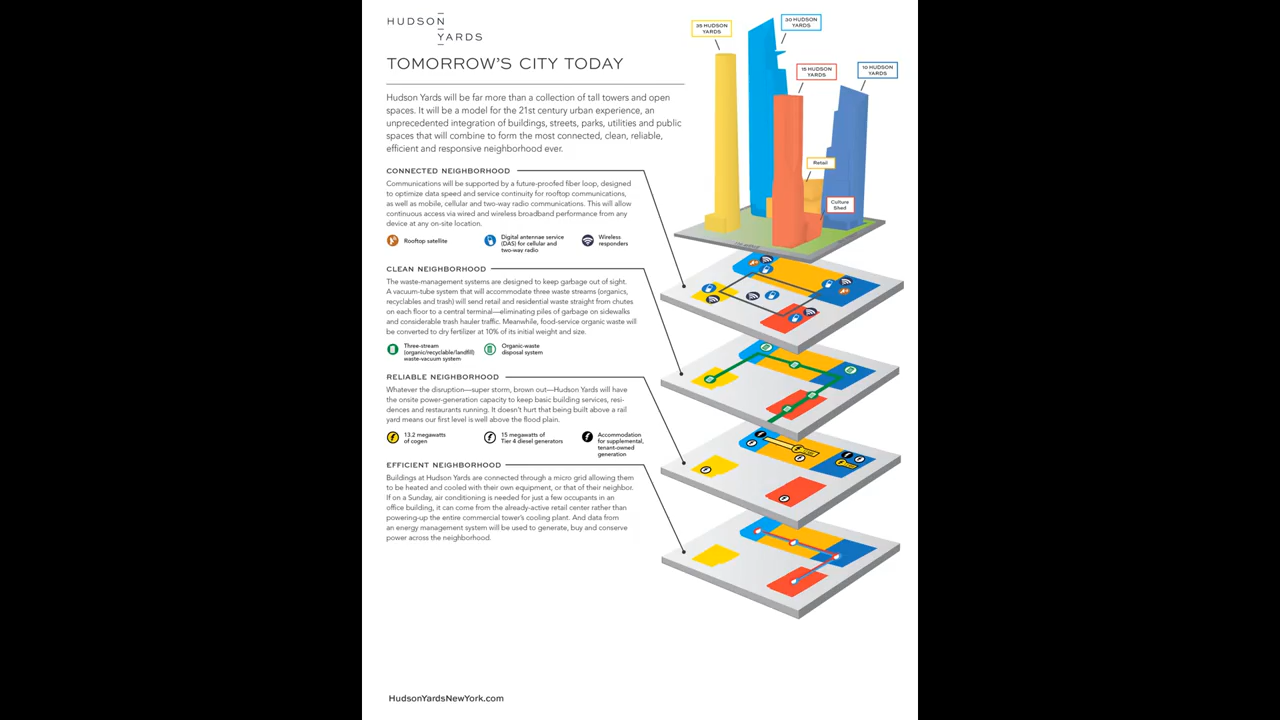 HUDSON
YARDS
TOMORROW'S CITY TODAY
Hudson Yards will be far more than a collection of tall towers and open
spaces. It will be a model for the 21st century urban experience, an
unprecedented integration of buildings, streets, parks, utilities and public
spaces that will combine to form the most connected, clean, reliable,
efficient and responsive neighborhood ever.
CONNECTED NEIGHBORHOOD
Communications will be supported by a future-proofed fiber loop, designed
to optimize data speed and service continuity for rooftop communications,
as well as mobile, cellular and two-way radio communications. This will allow
continuous access via wired and wireless broadband performance from any
device at any on-site location.
Rooftop satellite
Digital antennae service
(DAS) for cellular and
two-way radio
Wireless
responders
CLEAN NEIGHBORHOOD
The waste-management systems are designed to keep garbage out of sight.
A vacuum-tube system that will accommodate three waste streams (organics,
recyclables and trash) will send retail and residential waste straight from chutes
on each floor to a central terminal—eliminating piles of garbage on sidewalks
and considerable trash hauler traffic. Meanwhile, food-service organic waste will
be converted to dry fertilizer at 10% of its initial weight and size.
Three-stream
(organic/recyclable/landfill)
waste-vacuum system
Organic-waste
disposal system
RELIABLE NEIGHBORHOOD
Whatever the disruption—super storm, brown out—Hudson Yards will have
the onsite power-generation capacity to keep basic building services, resi-
dences and restaurants running. It doesn't hurt that being built above a rail
yard means our first level is well above the flood plain.
13.2 megawatts
of cogen
15 megawatts of
Tier 4 diesel generators
Accommodation
for supplemental,
tenant-owned
generation
EFFICIENT NEIGHBORHOOD
Buildings at Hudson Yards are connected through a micro grid allowing them
to be heated and cooled with their own equipment, or that of their neighbor.
If on a Sunday, air conditioning is needed for just a few occupants in an
office building, it can come from the already-active retail center rather than
powering-up the entire commercial tower's cooling plant. And data from
an energy management system will be used to generate, buy and conserve
power across the neighborhood.
35 HUDSON
YARDS
30 HUDSON
YARDS
15 HUDSON
YARDS
10 HUDSON
YARDS
Retail
Culture
Shed
HudsonYardsNewYork.com